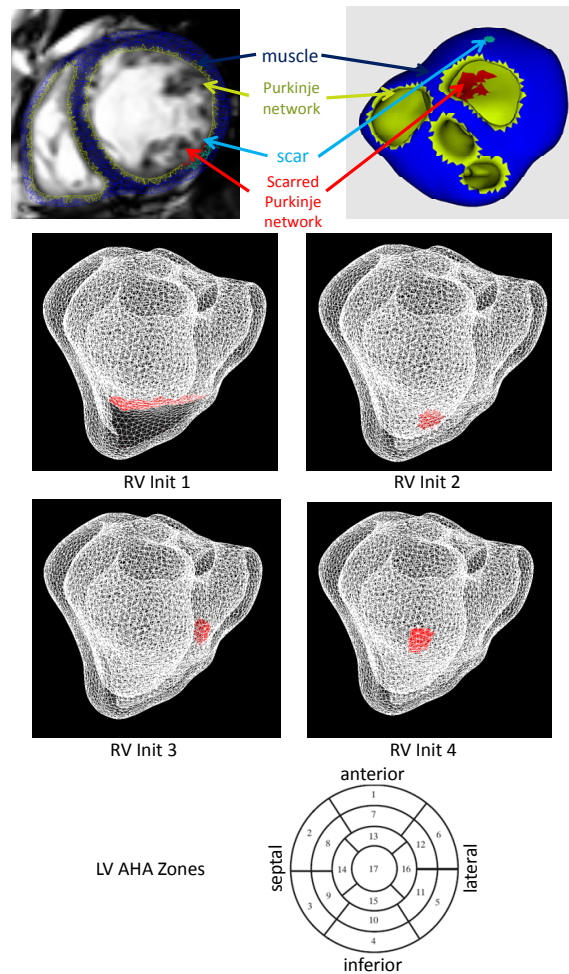 muscle
Purkinje
network
scar
Scarred
Purkinje
network
RV Init 1
RV Init 2
RV Init 3
RV Init 4
LV AHA Zones
anterior
septal
lateral
inferior
1
2
7
6
8
13
12
14
17
16
9
15
11
3
10
5
4